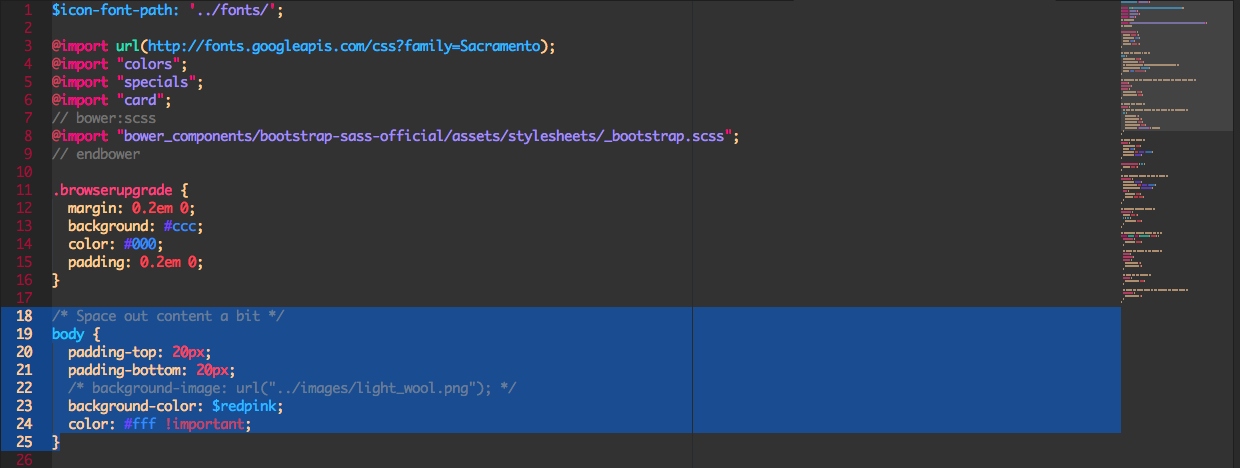 1 $icon-font-path: '../fonts/';
2
3 @import url(http://fonts.googleapis.com/css?family=Sacramento);
4 @import "colors";
5 @import "specials";
6 @import "card";
7 // bower:scss
8 @import "bower_components/bootstrap-sass-official/assets/stylesheets/_bootstrap.scss";
9 // endbower
10
11 .browserupgrade {
12 margin: 0.2em 0;
13 background: #ccc;
14 color: #000;
15 padding: 0.2em 0;
16 }
17
18 /* Space out content a bit */
19 body {
20 padding-top: 20px;
21 padding-bottom: 20px;
22 /* background-image: url("../images/light_wool.png"); */
23 background-color: $redpink;
24 color: #fff !important;
25 }
26